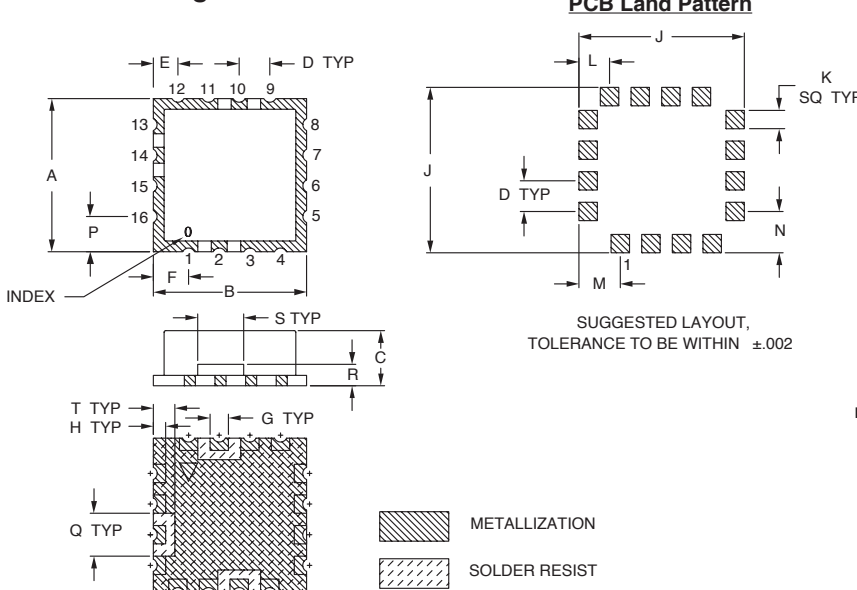 PCB Land Pattern
E
D TYP
12 11 10 9
13
14
15
16
8
7
6
5
A
P
0
1 2 3 4
F
B
INDEX
J
L
K
SQ TYP
J
D TYP
N
M
1
SUGGESTED LAYOUT,
TOLERANCE TO BE WITHIN ±.002
S TYP
C
R
T TYP
H TYP
G TYP
Q TYP
METALLIZATION
SOLDER RESIST